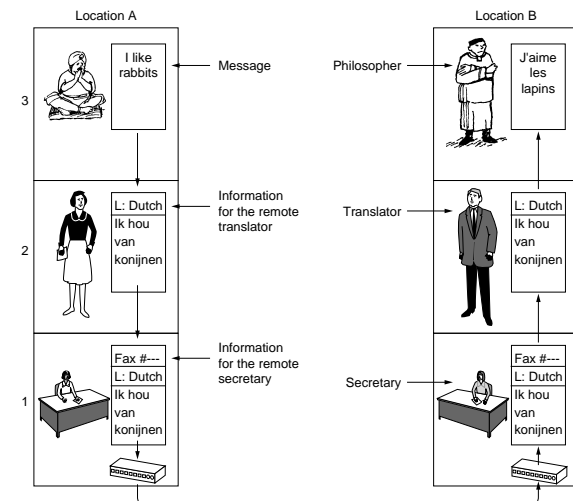 Location A
Location B
3
I like
rabbits
Message
Philosopher
J'aime
les
lapins
2
L: Dutch
Ik hou
van
konijnen
Information
for the remote
translator
Translator
L: Dutch
Ik hou
van
konijnen
1
Fax #---
L: Dutch
Ik hou
van
konijnen
Information
for the remote
secretary
Secretary
Fax #---
L: Dutch
Ik hou
van
konijnen